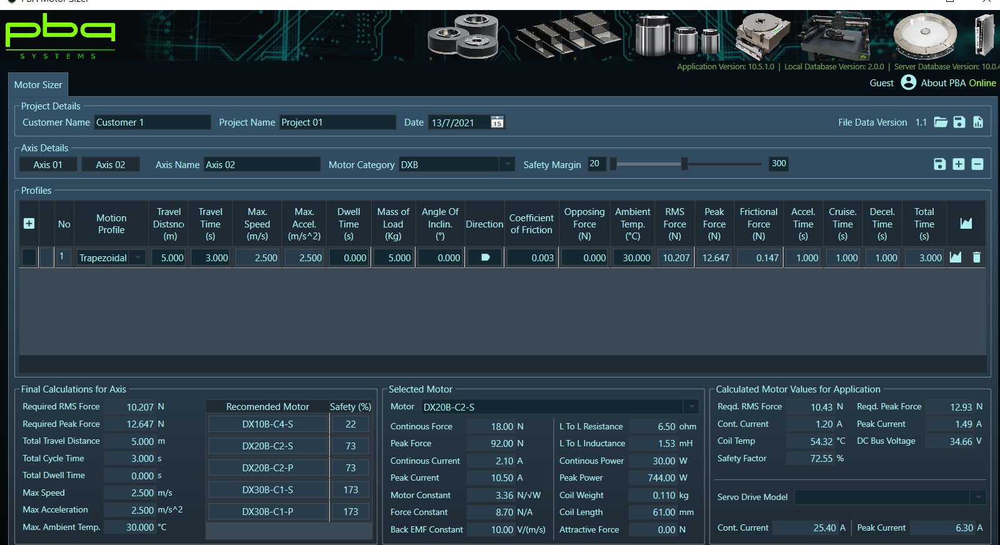 PBA Motor Sizer
pba
SYSTEMS
Application Version: 10.5.1.0 | Local Database Version: 2.0.0 | Server Database Version: 10.0.4
Motor Sizer
Guest About PBA Online
Project Details
Customer Name Customer 1 Project Name Project 01 Date 13/7/2021 15 File Data Version 1.1
Axis Details
Axis 01 Axis 02 Axis Name Axis 02 Motor Category DXB Safety Margin 20 300
Profiles
No Motion Profile Travel Distsnc (m) Travel Time (s) Max. Speed (m/s) Max. Accel. (m/s^2) Dwell Time (s) Mass of Load (Kg) Angle Of Inclin. (°) Direction Coefficient of Friction Opposing Force (N) Ambient Temp. (°C) RMS Force (N) Peak Force (N) Frictional Force (N) Accel. Time (s) Cruise. Time (s) Decel. Time (s) Total Time (s)
1 Trapezoidal 5.000 3.000 2.500 2.500 0.000 5.000 0.000 0.003 0.000 30.000 10.207 12.647 0.147 1.000 1.000 1.000 3.000
Final Calculations for Axis
Required RMS Force 10.207 N
Required Peak Force 12.647 N
Total Travel Distance 5.000 m
Total Cycle Time 3.000 s
Total Dwell Time 0.000 s
Max Speed 2.500 m/s
Max Acceleration 2.500 m/s^2
Max. Ambient Temp. 30.000 °C
Recomended Motor Safety (%)
DX10B-C4-S 22
DX20B-C2-S 73
DX20B-C2-P 73
DX30B-C1-S 173
DX30B-C1-P 173
Selected Motor
Motor DX20B-C2-S
Continous Force 18.00 N
Peak Force 92.00 N
Continous Current 2.10 A
Peak Current 10.50 A
Motor Constant 3.36 N/√W
Force Constant 8.70 N/A
Back EMF Constant 10.00 V/(m/s)
L To L Resistance 6.50 ohm
L To L Inductance 1.53 mH
Continous Power 30.00 W
Peak Power 744.00 W
Coil Weight 0.110 kg
Coil Length 61.00 mm
Attractive Force 0.00 N
Calculated Motor Values for Application
Reqd. RMS Force 10.43 N Reqd. Peak Force 12.93 N
Cont. Current 1.20 A Peak Current 1.49 A
Coil Temp 54.32 °C DC Bus Voltage 34.66 V
Safety Factor 72.55 %
Servo Drive Model
Cont. Current 25.40 A Peak Current 6.30 A